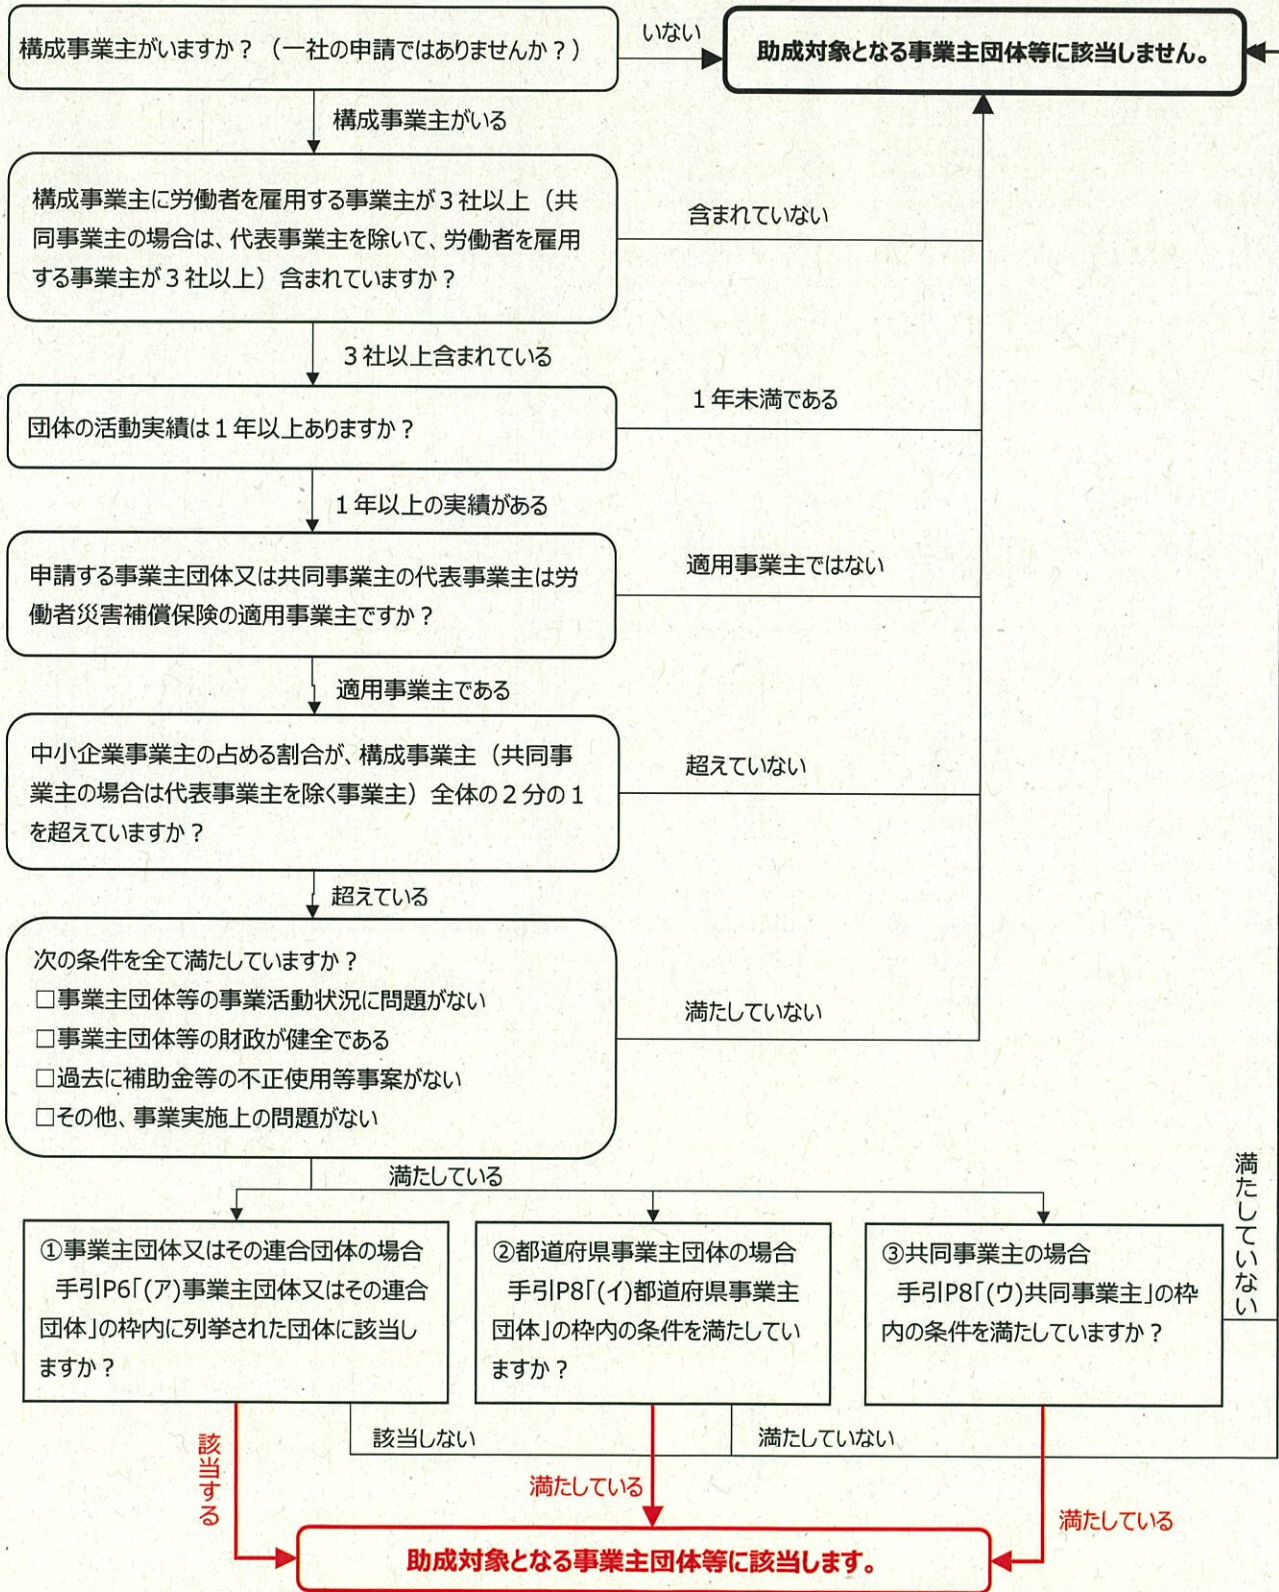 構成事業主がいますか？（一社の申請ではありませんか？）
いない
助成対象となる事業主団体等に該当しません。
構成事業主がいる
構成事業主に労働者を雇用する事業主が３社以上（共
同事業主の場合は、代表事業主を除いて、労働者を雇用
する事業主が３社以上）含まれていますか？
含まれていない
３社以上含まれている
団体の活動実績は１年以上ありますか？
１年未満である
１年以上の実績がある
申請する事業主団体又は共同事業主の代表事業主は労
働者災害補償保険の適用事業主ですか？
適用事業主ではない
適用事業主である
中小企業事業主の占める割合が、構成事業主（共同事
業主の場合は代表事業主を除く事業主）全体の２分の１
を超えていますか？
超えていない
超えている
次の条件を全て満たしていますか？
□事業主団体等の事業活動状況に問題がない
□事業主団体等の財政が健全である
□過去に補助金等の不正使用等事案がない
□その他、事業実施上の問題がない
満たしていない
満たしている
①事業主団体又はその連合団体の場合
手引P6「(ア)事業主団体又はその連合
団体」の枠内に列挙された団体に該当し
ますか？
②都道府県事業主団体の場合
手引P8「(イ)都道府県事業主
団体」の枠内の条件を満たしてい
ますか？
③共同事業主の場合
手引P8「(ウ)共同事業主」の枠
内の条件を満たしていますか？
満たしていない
該当する
該当しない
満たしている
満たしていない
満たしている
助成対象となる事業主団体等に該当します。